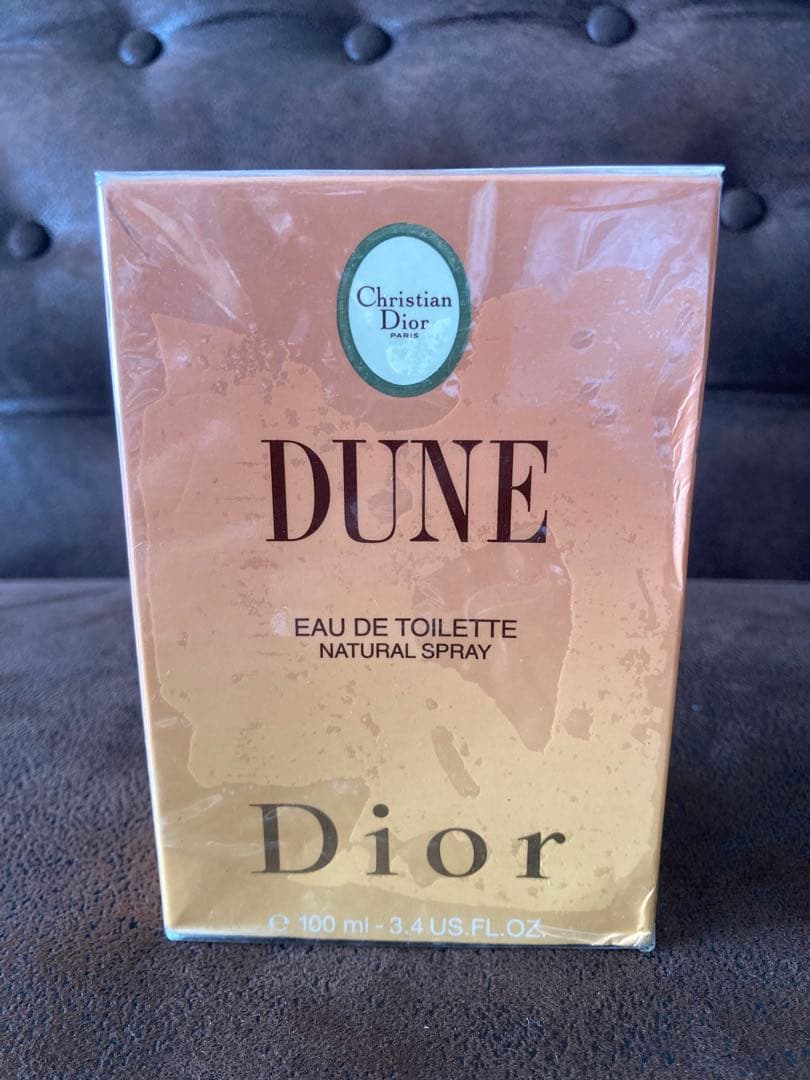 Christian
Dior
PARIS
DUNE
EAU DE TOILETTE
NATURAL SPRAY
Dior
℮ 100 ml - 3.4 US.FL.OZ.